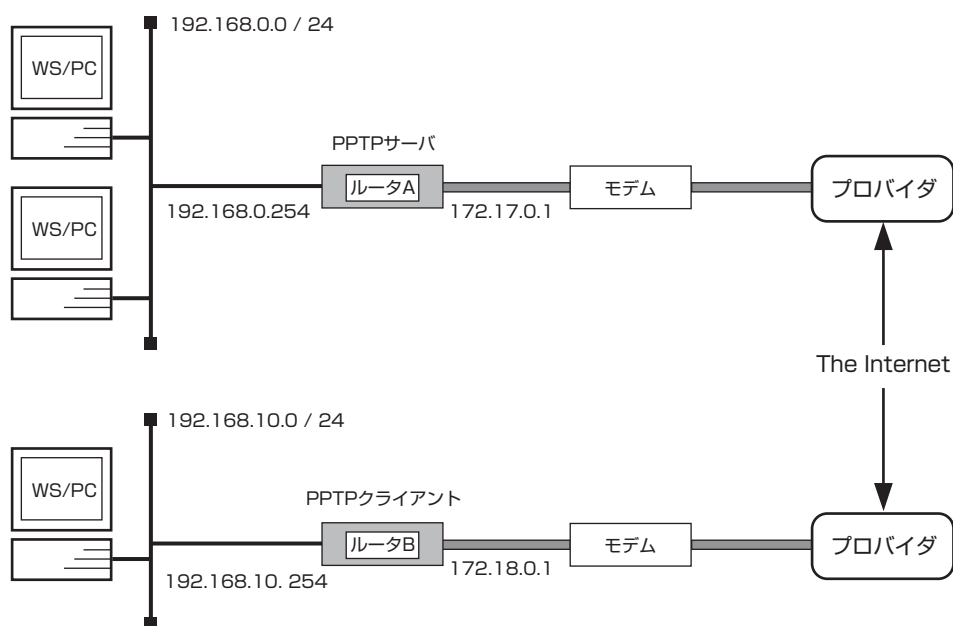 192.168.0.0 / 24
WS/PC
PPTPサーバ
ルータA
モデム
プロバイダ
192.168.0.254
172.17.0.1
WS/PC
The Internet
192.168.10.0 / 24
WS/PC
PPTPクライアント
ルータB
モデム
プロバイダ
192.168.10. 254
172.18.0.1